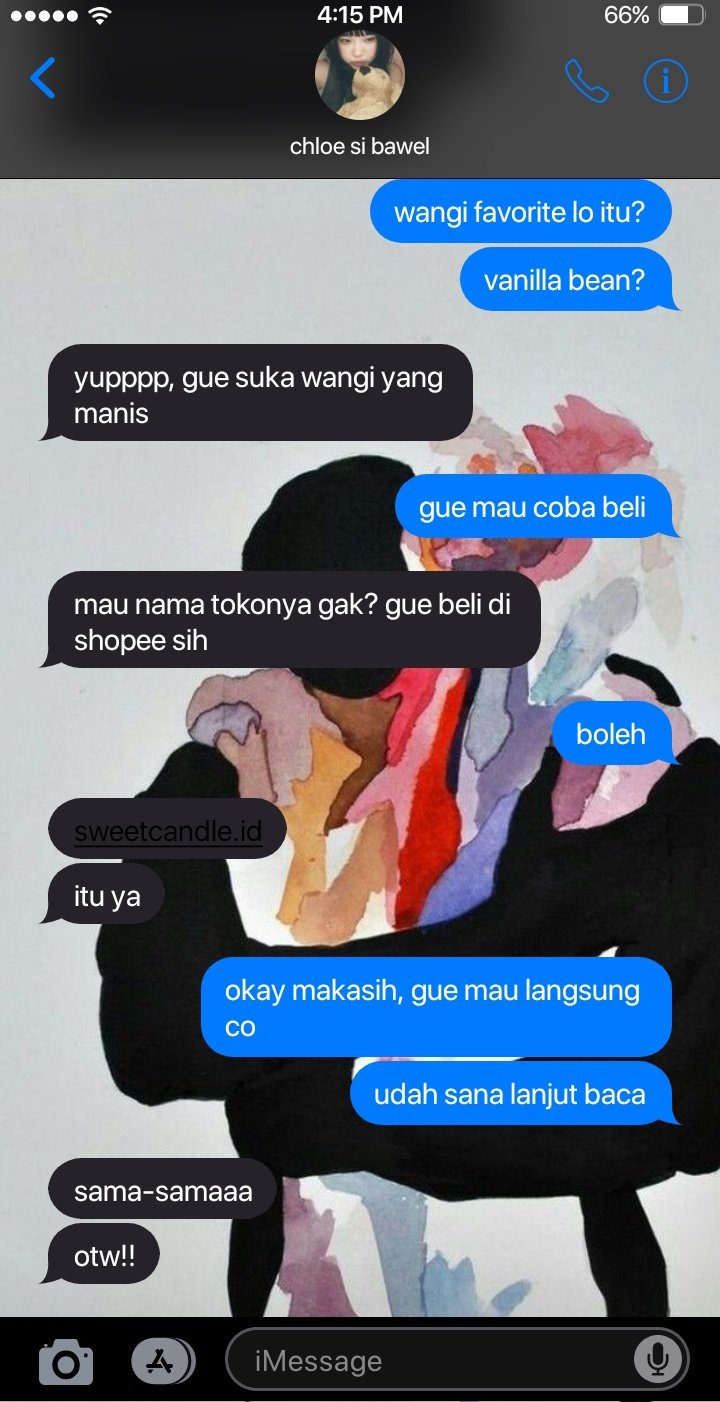 4:15 PM
66%
chloe si bawel
wangi favorite lo itu?
vanilla bean?
yupppp, gue suka wangi yang
manis
gue mau coba beli
mau nama tokonya gak? gue beli di
shopee sih
boleh
sweetcandle.id
itu ya
okay makasih, gue mau langsung
co
udah sana lanjut baca
sama-samaaa
otw!!
iMessage